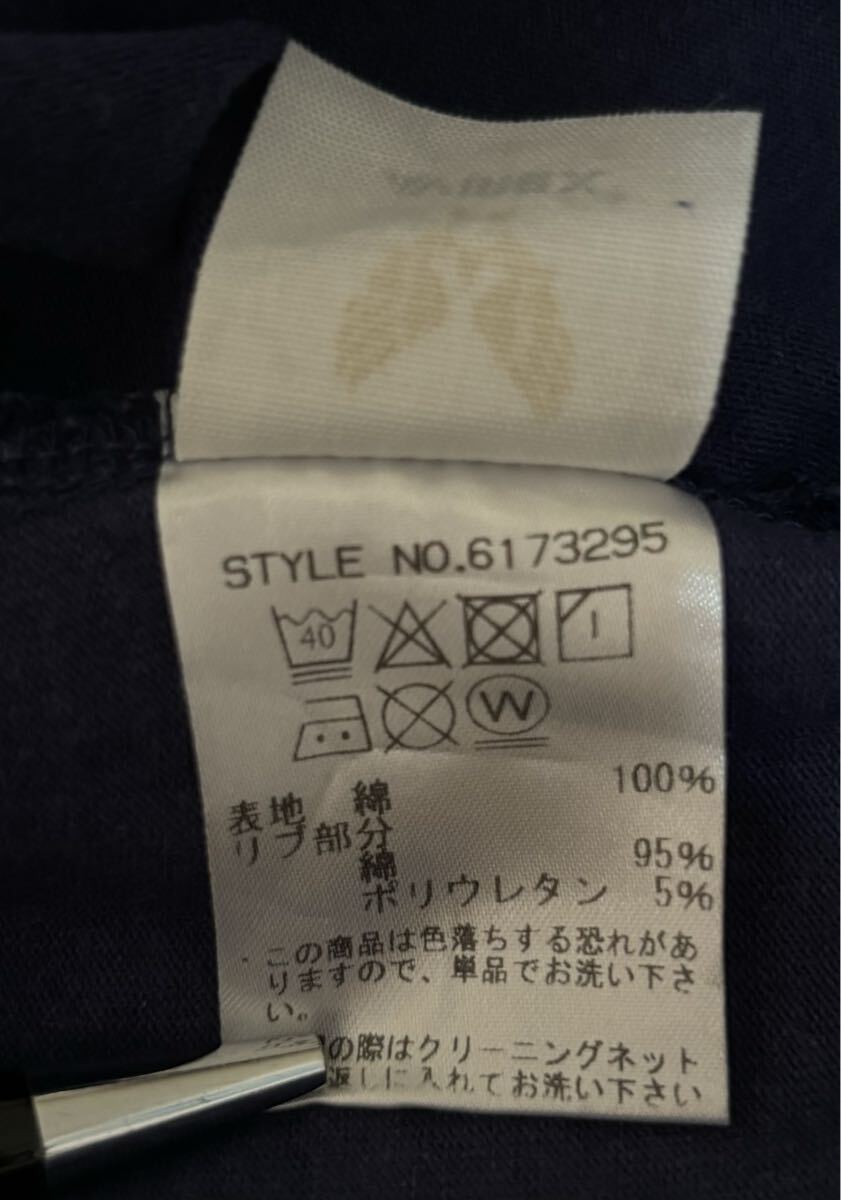 AVIREX
STYLE NO.6173295
40
W
表地 綿 100%
リブ部分
綿 95%
ポリウレタン 5%
この商品は色落ちする恐れがあ
りますので、単品でお洗い下さ
い。
の際はクリーニングネット
返しに入れてお洗い下さい